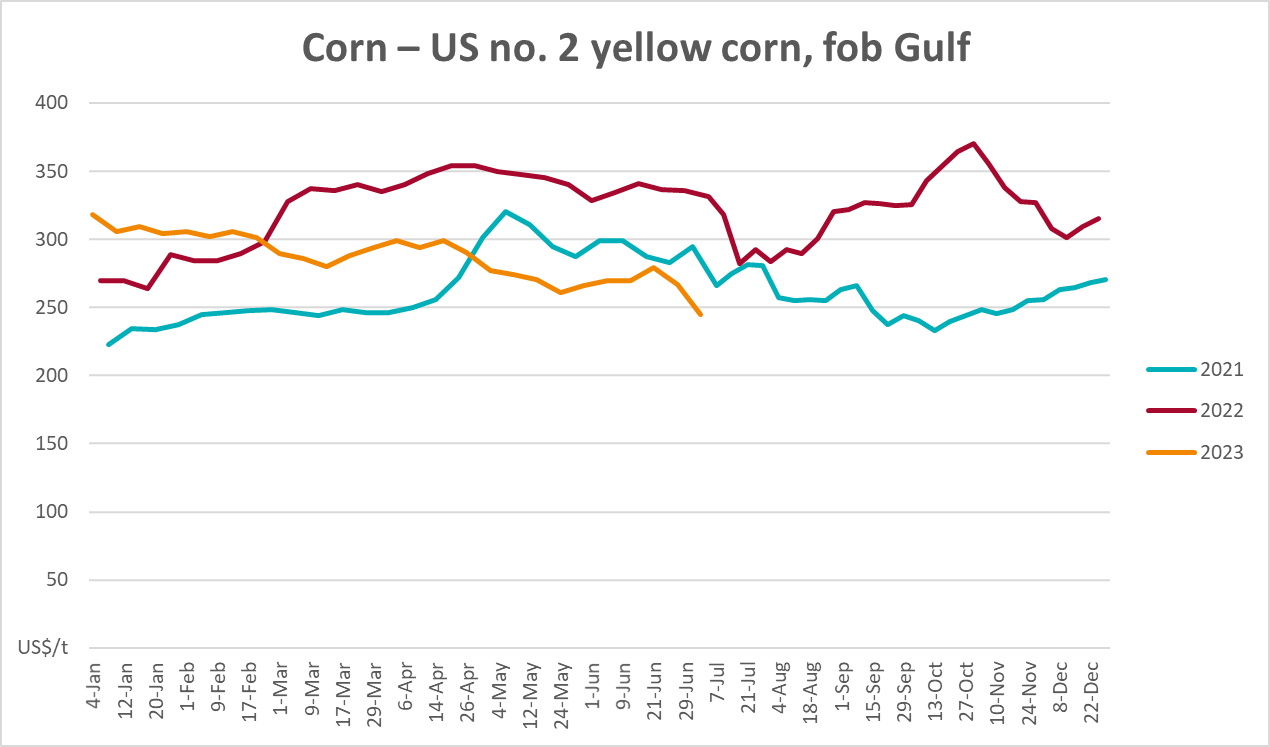 Corn – US no. 2 yellow corn, fob Gulf
400
350
300
250
200
150
100
50
US$/t
4-Jan
12-Jan
20-Jan
1-Feb
9-Feb
17-Feb
1-Mar
9-Mar
17-Mar
29-Mar
6-Apr
14-Apr
26-Apr
4-May
12-May
24-May
1-Jun
9-Jun
21-Jun
29-Jun
7-Jul
21-Jul
4-Aug
18-Aug
1-Sep
15-Sep
29-Sep
13-Oct
27-Oct
10-Nov
24-Nov
8-Dec
22-Dec
2021
2022
2023